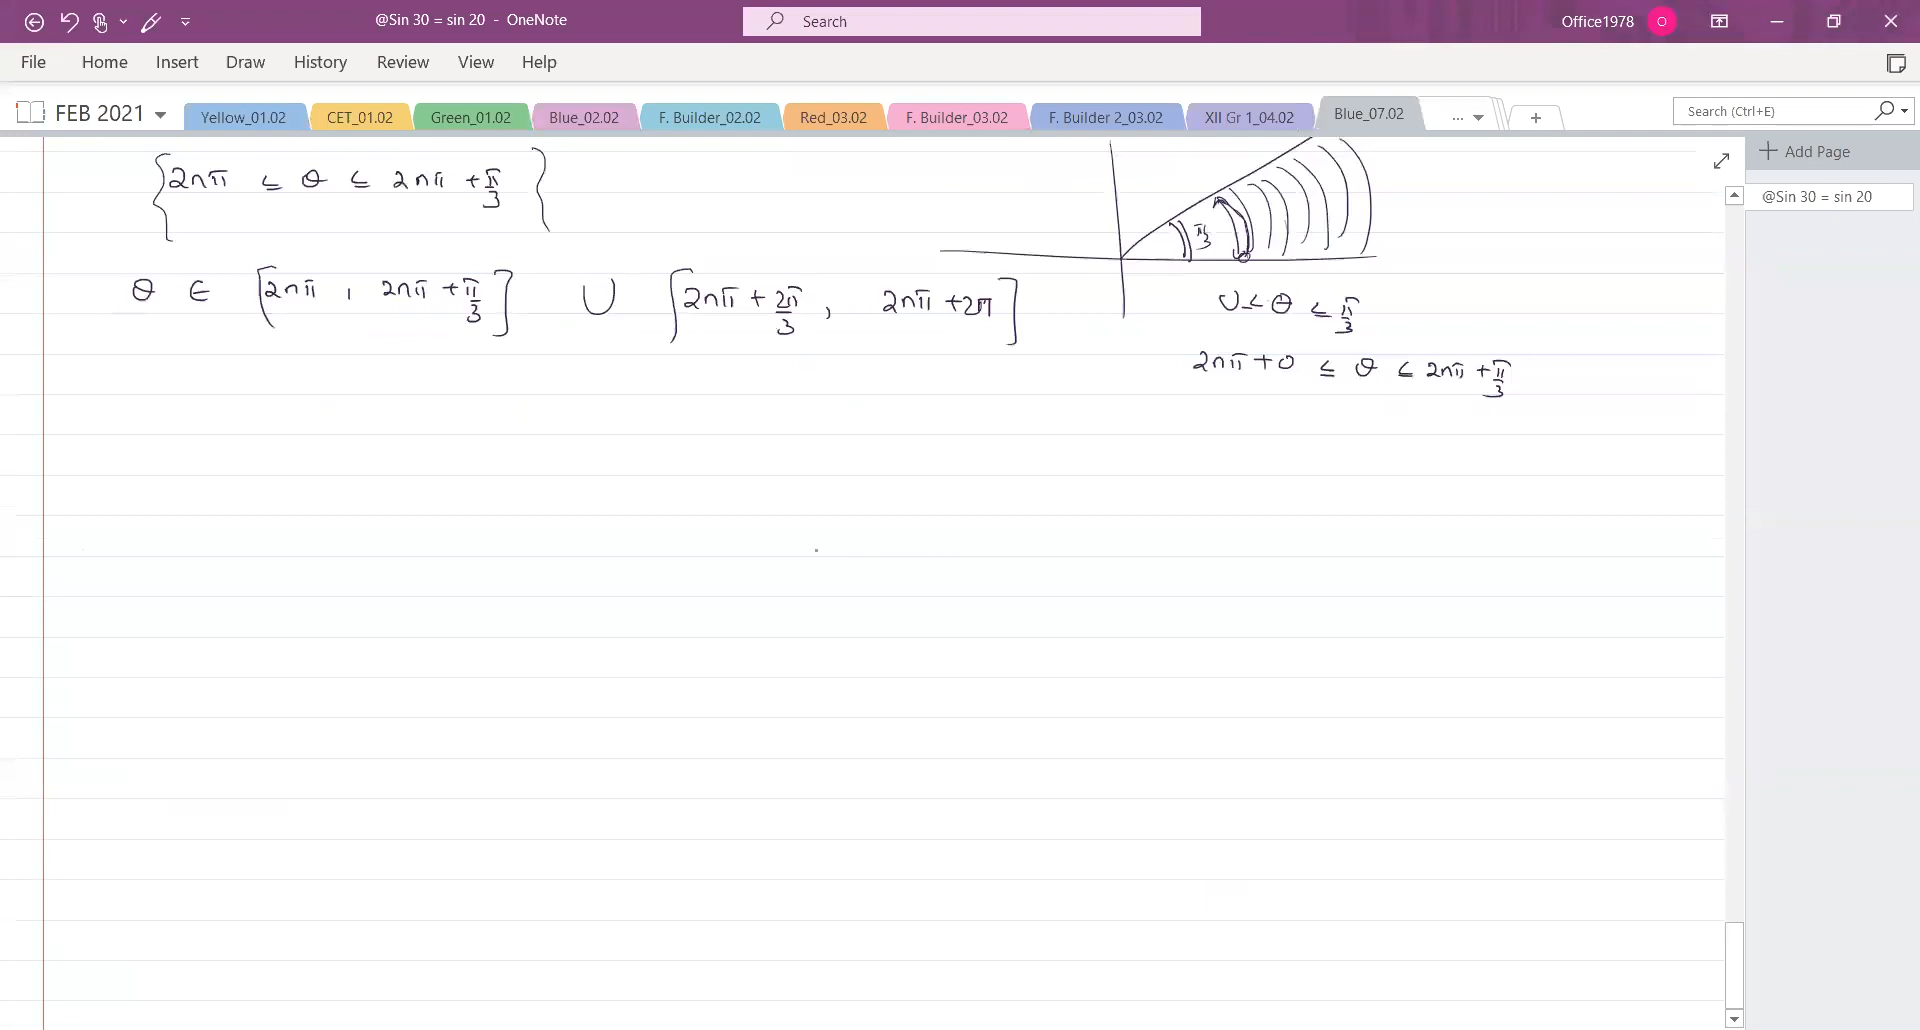 @Sin 30 = sin 20 - OneNote
Search
Office1978
O
File Home Insert Draw History Review View Help
FEB 2021
Yellow_01.02 CET_01.02 Green_01.02 Blue_02.02 F. Builder_02.02 Red_03.02 F. Builder_03.02 F. Builder 2_03.02 XII Gr 1_04.02 Blue_07.02 ... +
Search (Ctrl+E)
+ Add Page
@Sin 30 = sin 20
{2nπ ≤ θ ≤ 2nπ + π/3}
π/3
θ ∈ [2nπ , 2nπ + π/3] ∪ [2nπ + 2π/3 , 2nπ + 2π]
0 ≤ θ ≤ π/3
2nπ + 0 ≤ θ ≤ 2nπ + π/3